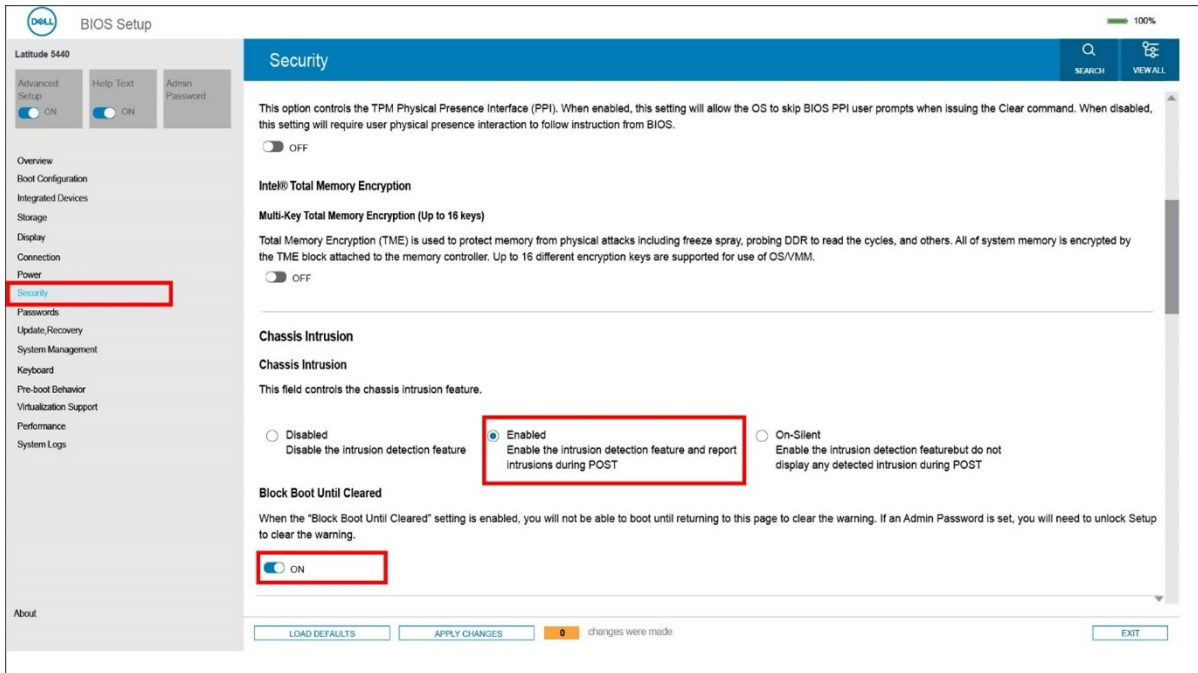 DELL
BIOS Setup
100%
Latitude 5440
Advanced Setup
ON
Help Text
ON
Admin Password
Overview
Boot Configuration
Integrated Devices
Storage
Display
Connection
Power
Security
Passwords
Update,Recovery
System Management
Keyboard
Pre-boot Behavior
Virtualization Support
Performance
System Logs
About
Security
SEARCH
VIEW ALL
This option controls the TPM Physical Presence Interface (PPI). When enabled, this setting will allow the OS to skip BIOS PPI user prompts when issuing the Clear command. When disabled,
this setting will require user physical presence interaction to follow instruction from BIOS.
OFF
Intel® Total Memory Encryption
Multi-Key Total Memory Encryption (Up to 16 keys)
Total Memory Encryption (TME) is used to protect memory from physical attacks including freeze spray, probing DDR to read the cycles, and others. All of system memory is encrypted by
the TME block attached to the memory controller. Up to 16 different encryption keys are supported for use of OS/VMM.
OFF
Chassis Intrusion
Chassis Intrusion
This field controls the chassis intrusion feature.
Disabled
Disable the intrusion detection feature
Enabled
Enable the intrusion detection feature and report
intrusions during POST
On-Silent
Enable the intrusion detection featurebut do not
display any detected intrusion during POST
Block Boot Until Cleared
When the "Block Boot Until Cleared" setting is enabled, you will not be able to boot until returning to this page to clear the warning. If an Admin Password is set, you will need to unlock Setup
to clear the warning.
ON
LOAD DEFAULTS
APPLY CHANGES
0 changes were made
EXIT